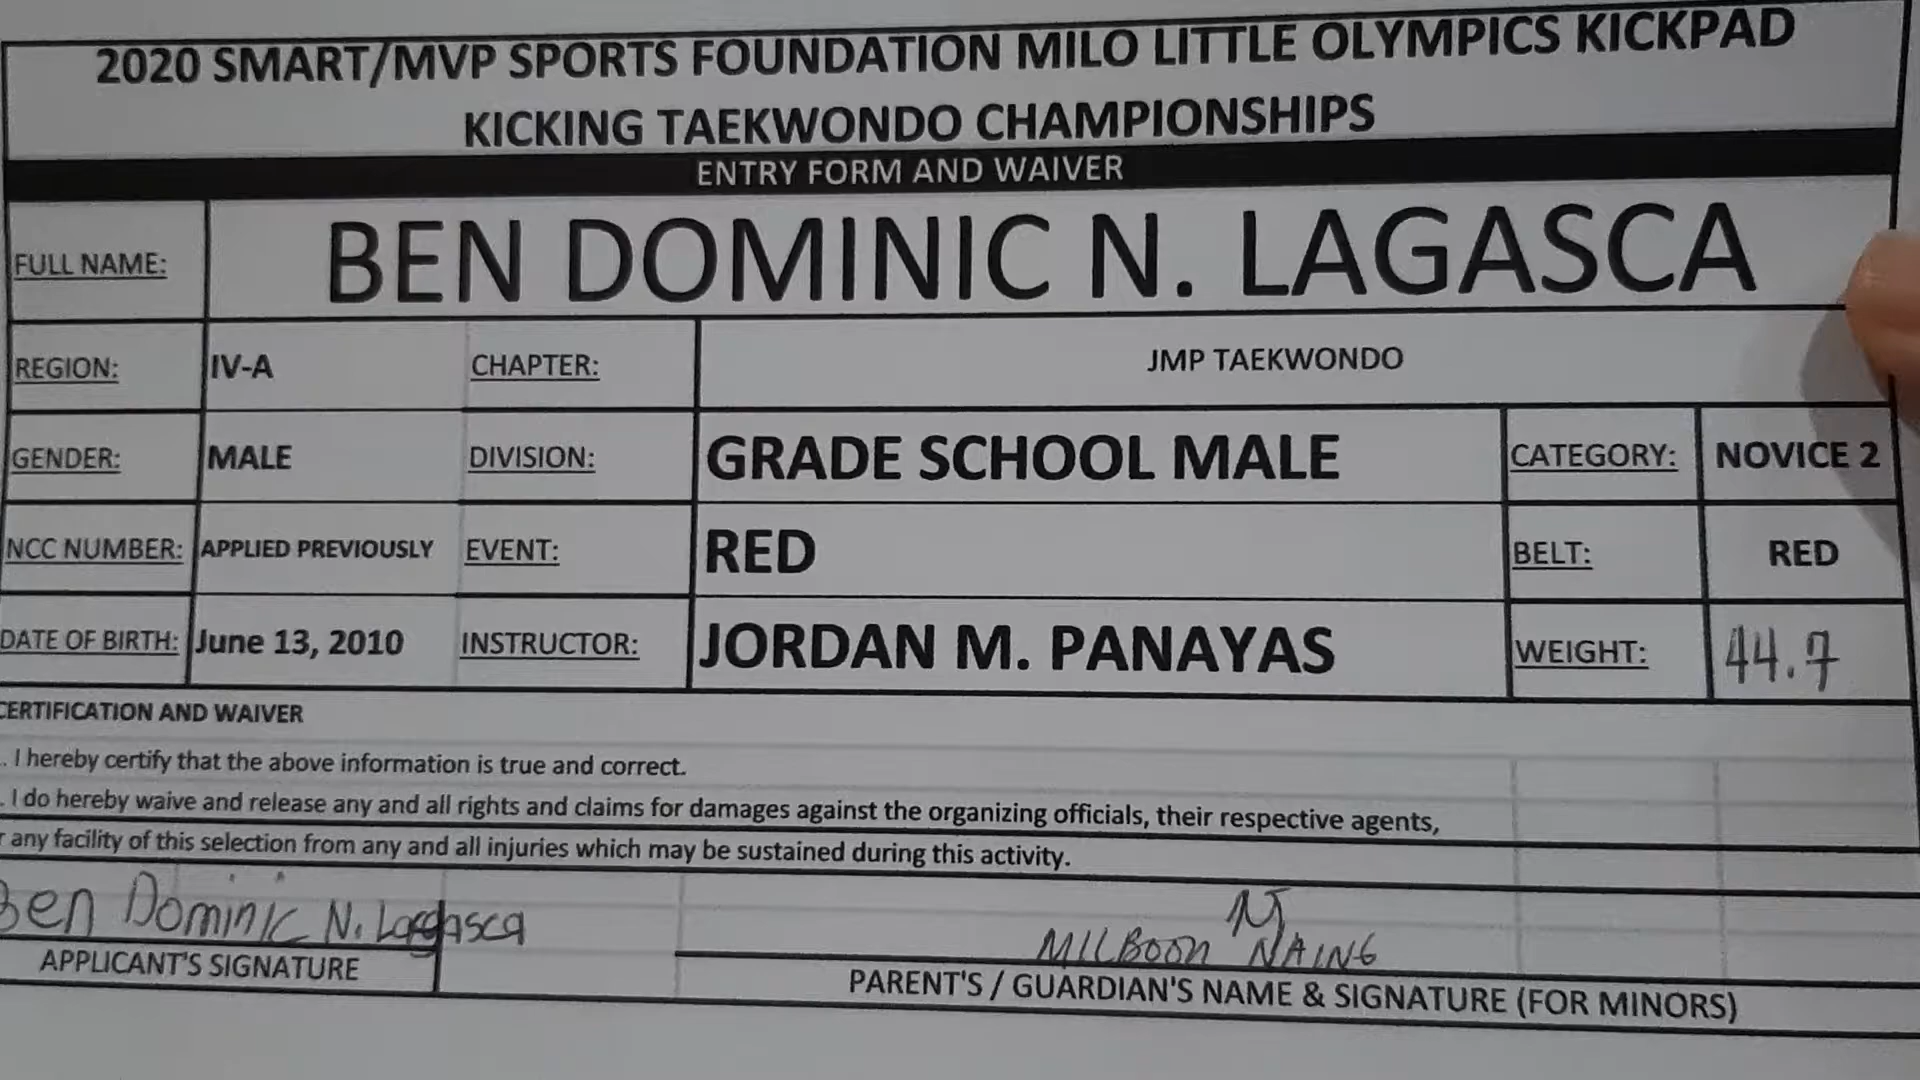 2020 SMART/MVP SPORTS FOUNDATION MILO LITTLE OLYMPICS KICKPAD
KICKING TAEKWONDO CHAMPIONSHIPS
ENTRY FORM AND WAIVER
FULL NAME: BEN DOMINIC N. LAGASCA
REGION: IV-A CHAPTER: JMP TAEKWONDO
GENDER: MALE DIVISION: GRADE SCHOOL MALE CATEGORY: NOVICE 2
NCC NUMBER: APPLIED PREVIOUSLY EVENT: RED BELT: RED
DATE OF BIRTH: June 13, 2010 INSTRUCTOR: JORDAN M. PANAYAS WEIGHT: 44.7
CERTIFICATION AND WAIVER
. I hereby certify that the above information is true and correct.
. I do hereby waive and release any and all rights and claims for damages against the organizing officials, their respective agents,
r any facility of this selection from any and all injuries which may be sustained during this activity.
Ben Dominic N. Lagasca
MILBOON NAING
APPLICANT'S SIGNATURE
PARENT'S / GUARDIAN'S NAME & SIGNATURE (FOR MINORS)